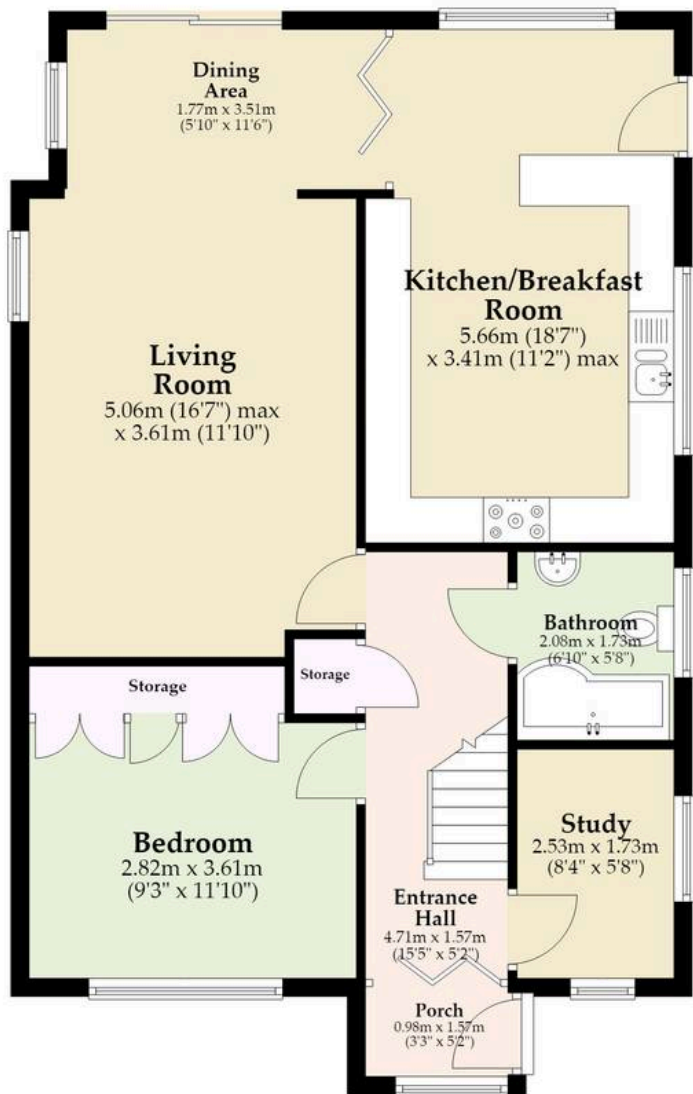 Dining
Area
1.77m x 3.51m
(5'10" x 11'6")
Kitchen/Breakfast
Room
5.66m (18'7")
x 3.41m (11'2") max
Living
Room
5.06m (16'7") max
x 3.61m (11'10")
Bathroom
2.08m x 1.73m
(6'10" x 5'8")
Storage
Storage
Bedroom
2.82m x 3.61m
(9'3" x 11'10")
Study
2.53m x 1.73m
(8'4" x 5'8")
Entrance
Hall
4.71m x 1.57m
(15'5" x 5'2")
Porch
0.98m x 1.57m
(3'3" x 5'2")